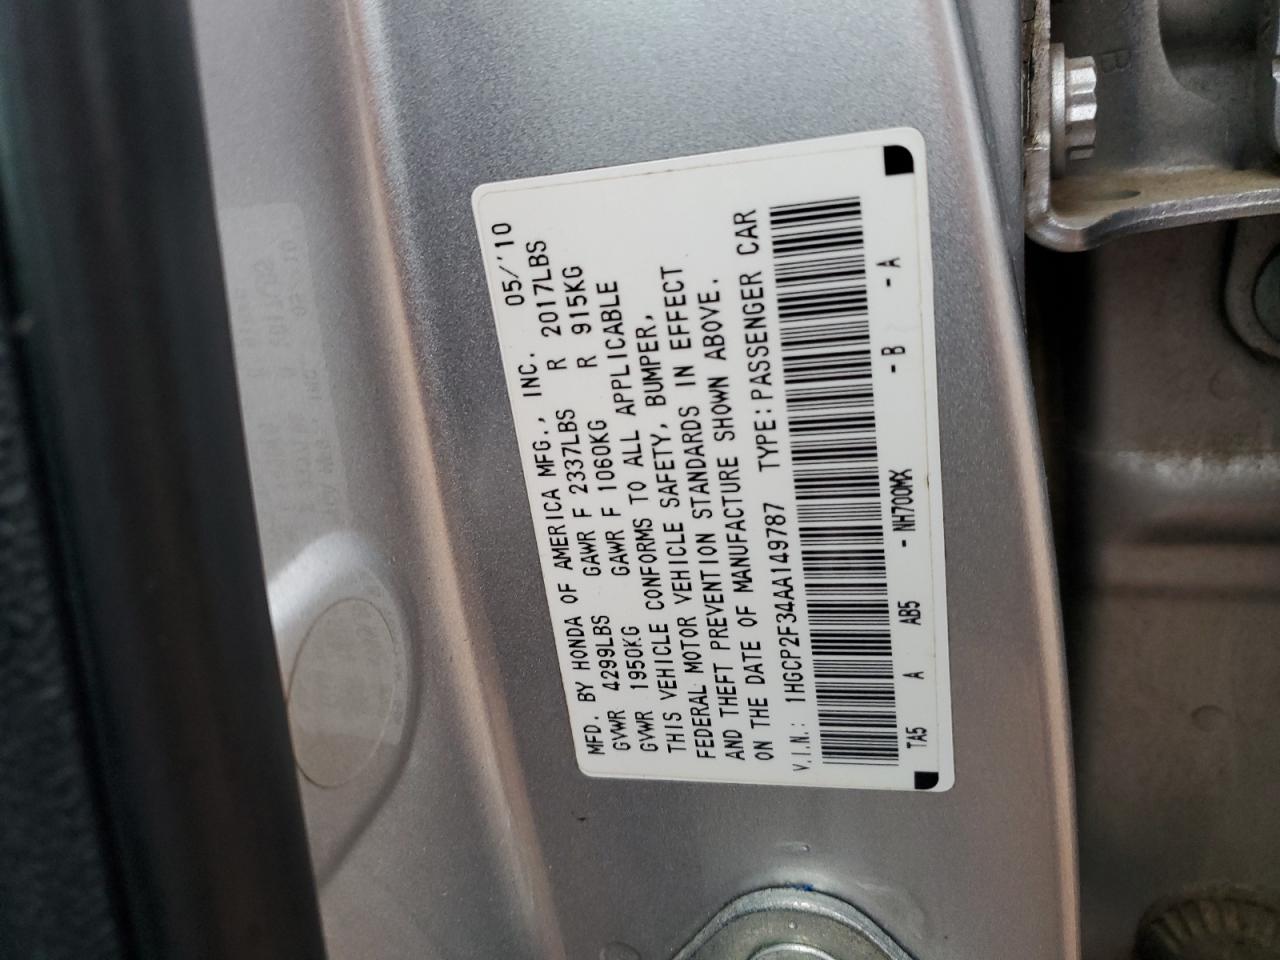 MFD. BY HONDA OF AMERICA MFG., INC. 05/'10
GVWR 4299LBS GAWR F 2337LBS R 2017LBS
GVWR 1950KG GAWR F 1060KG R 915KG
THIS VEHICLE CONFORMS TO ALL APPLICABLE
FEDERAL MOTOR VEHICLE SAFETY, BUMPER,
AND THEFT PREVENTION STANDARDS IN EFFECT
ON THE DATE OF MANUFACTURE SHOWN ABOVE.
V.I.N.: 1HGCP2F34AA149787 TYPE: PASSENGER CAR
TA5 A AB5 - NH700MX - B - A